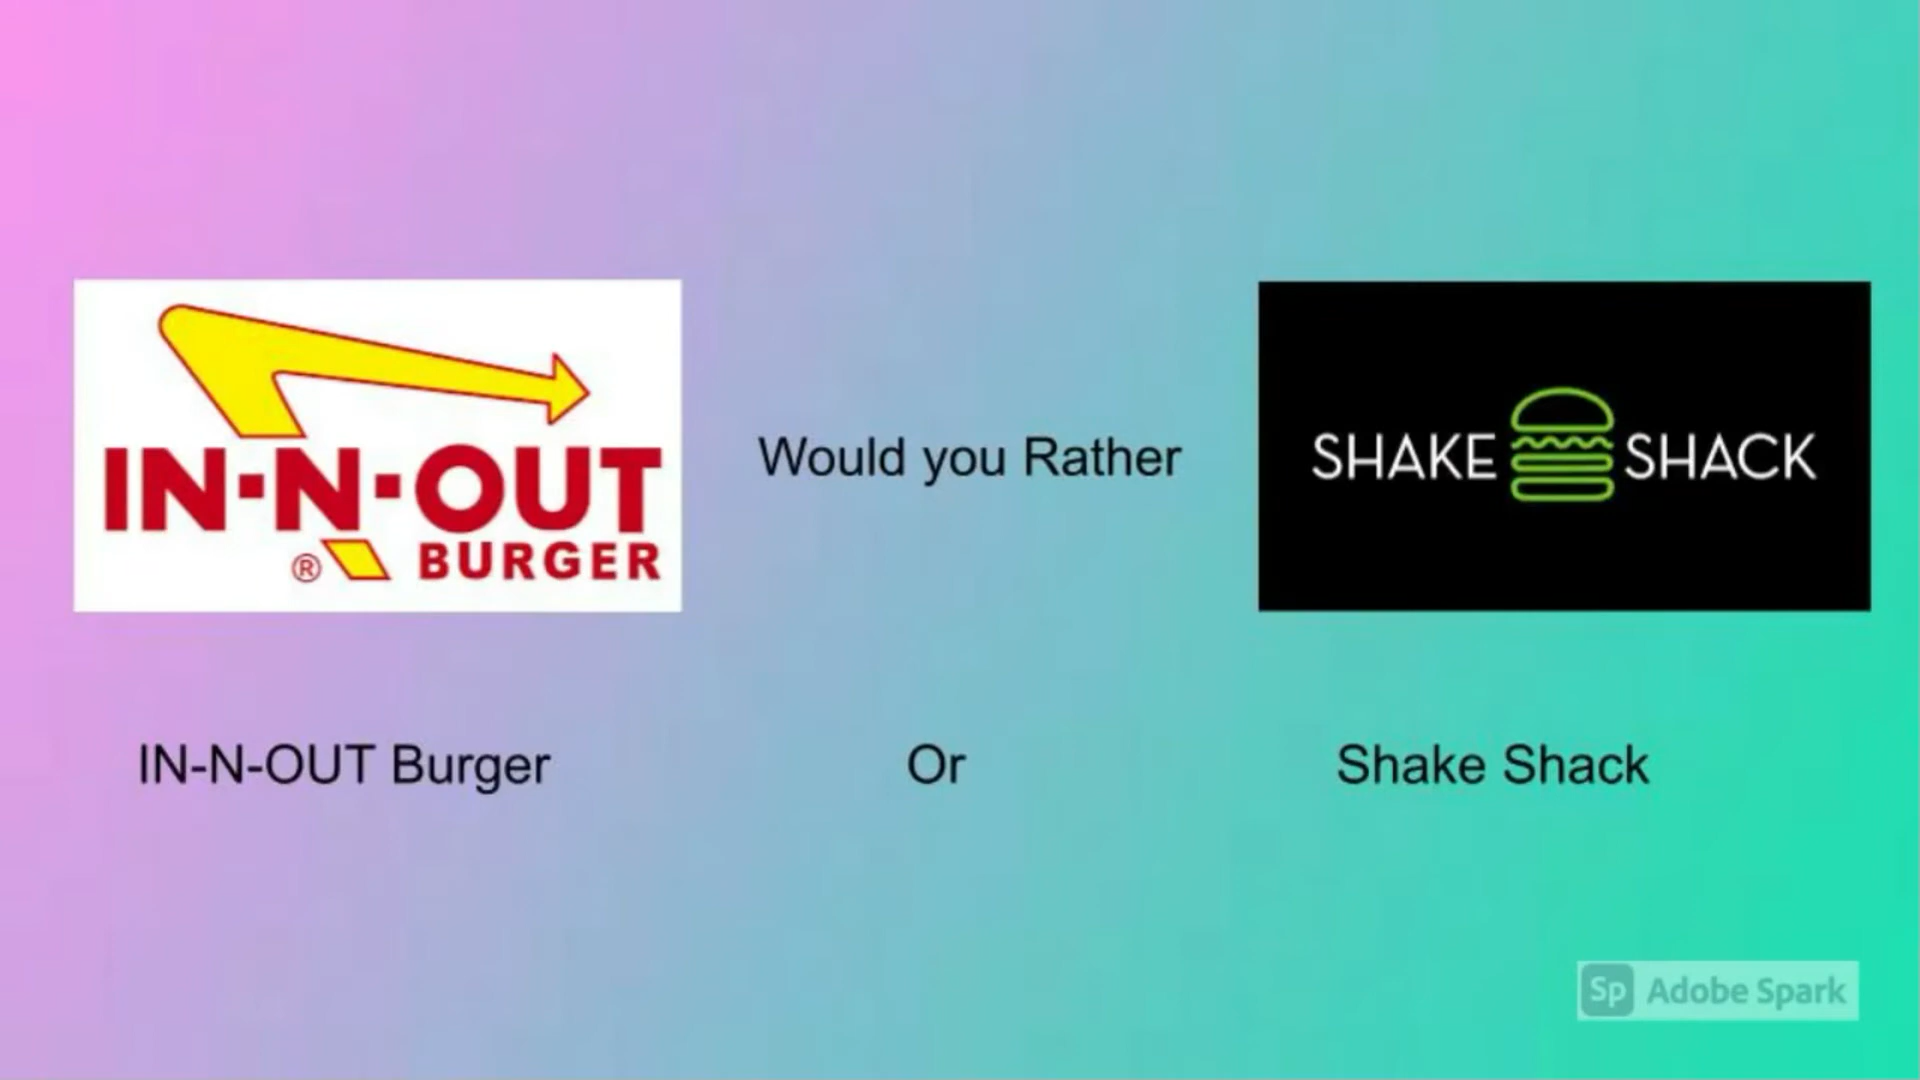 IN-N-OUT
® BURGER
Would you Rather
SHAKE SHACK
IN-N-OUT Burger
Or
Shake Shack
Sp Adobe Spark